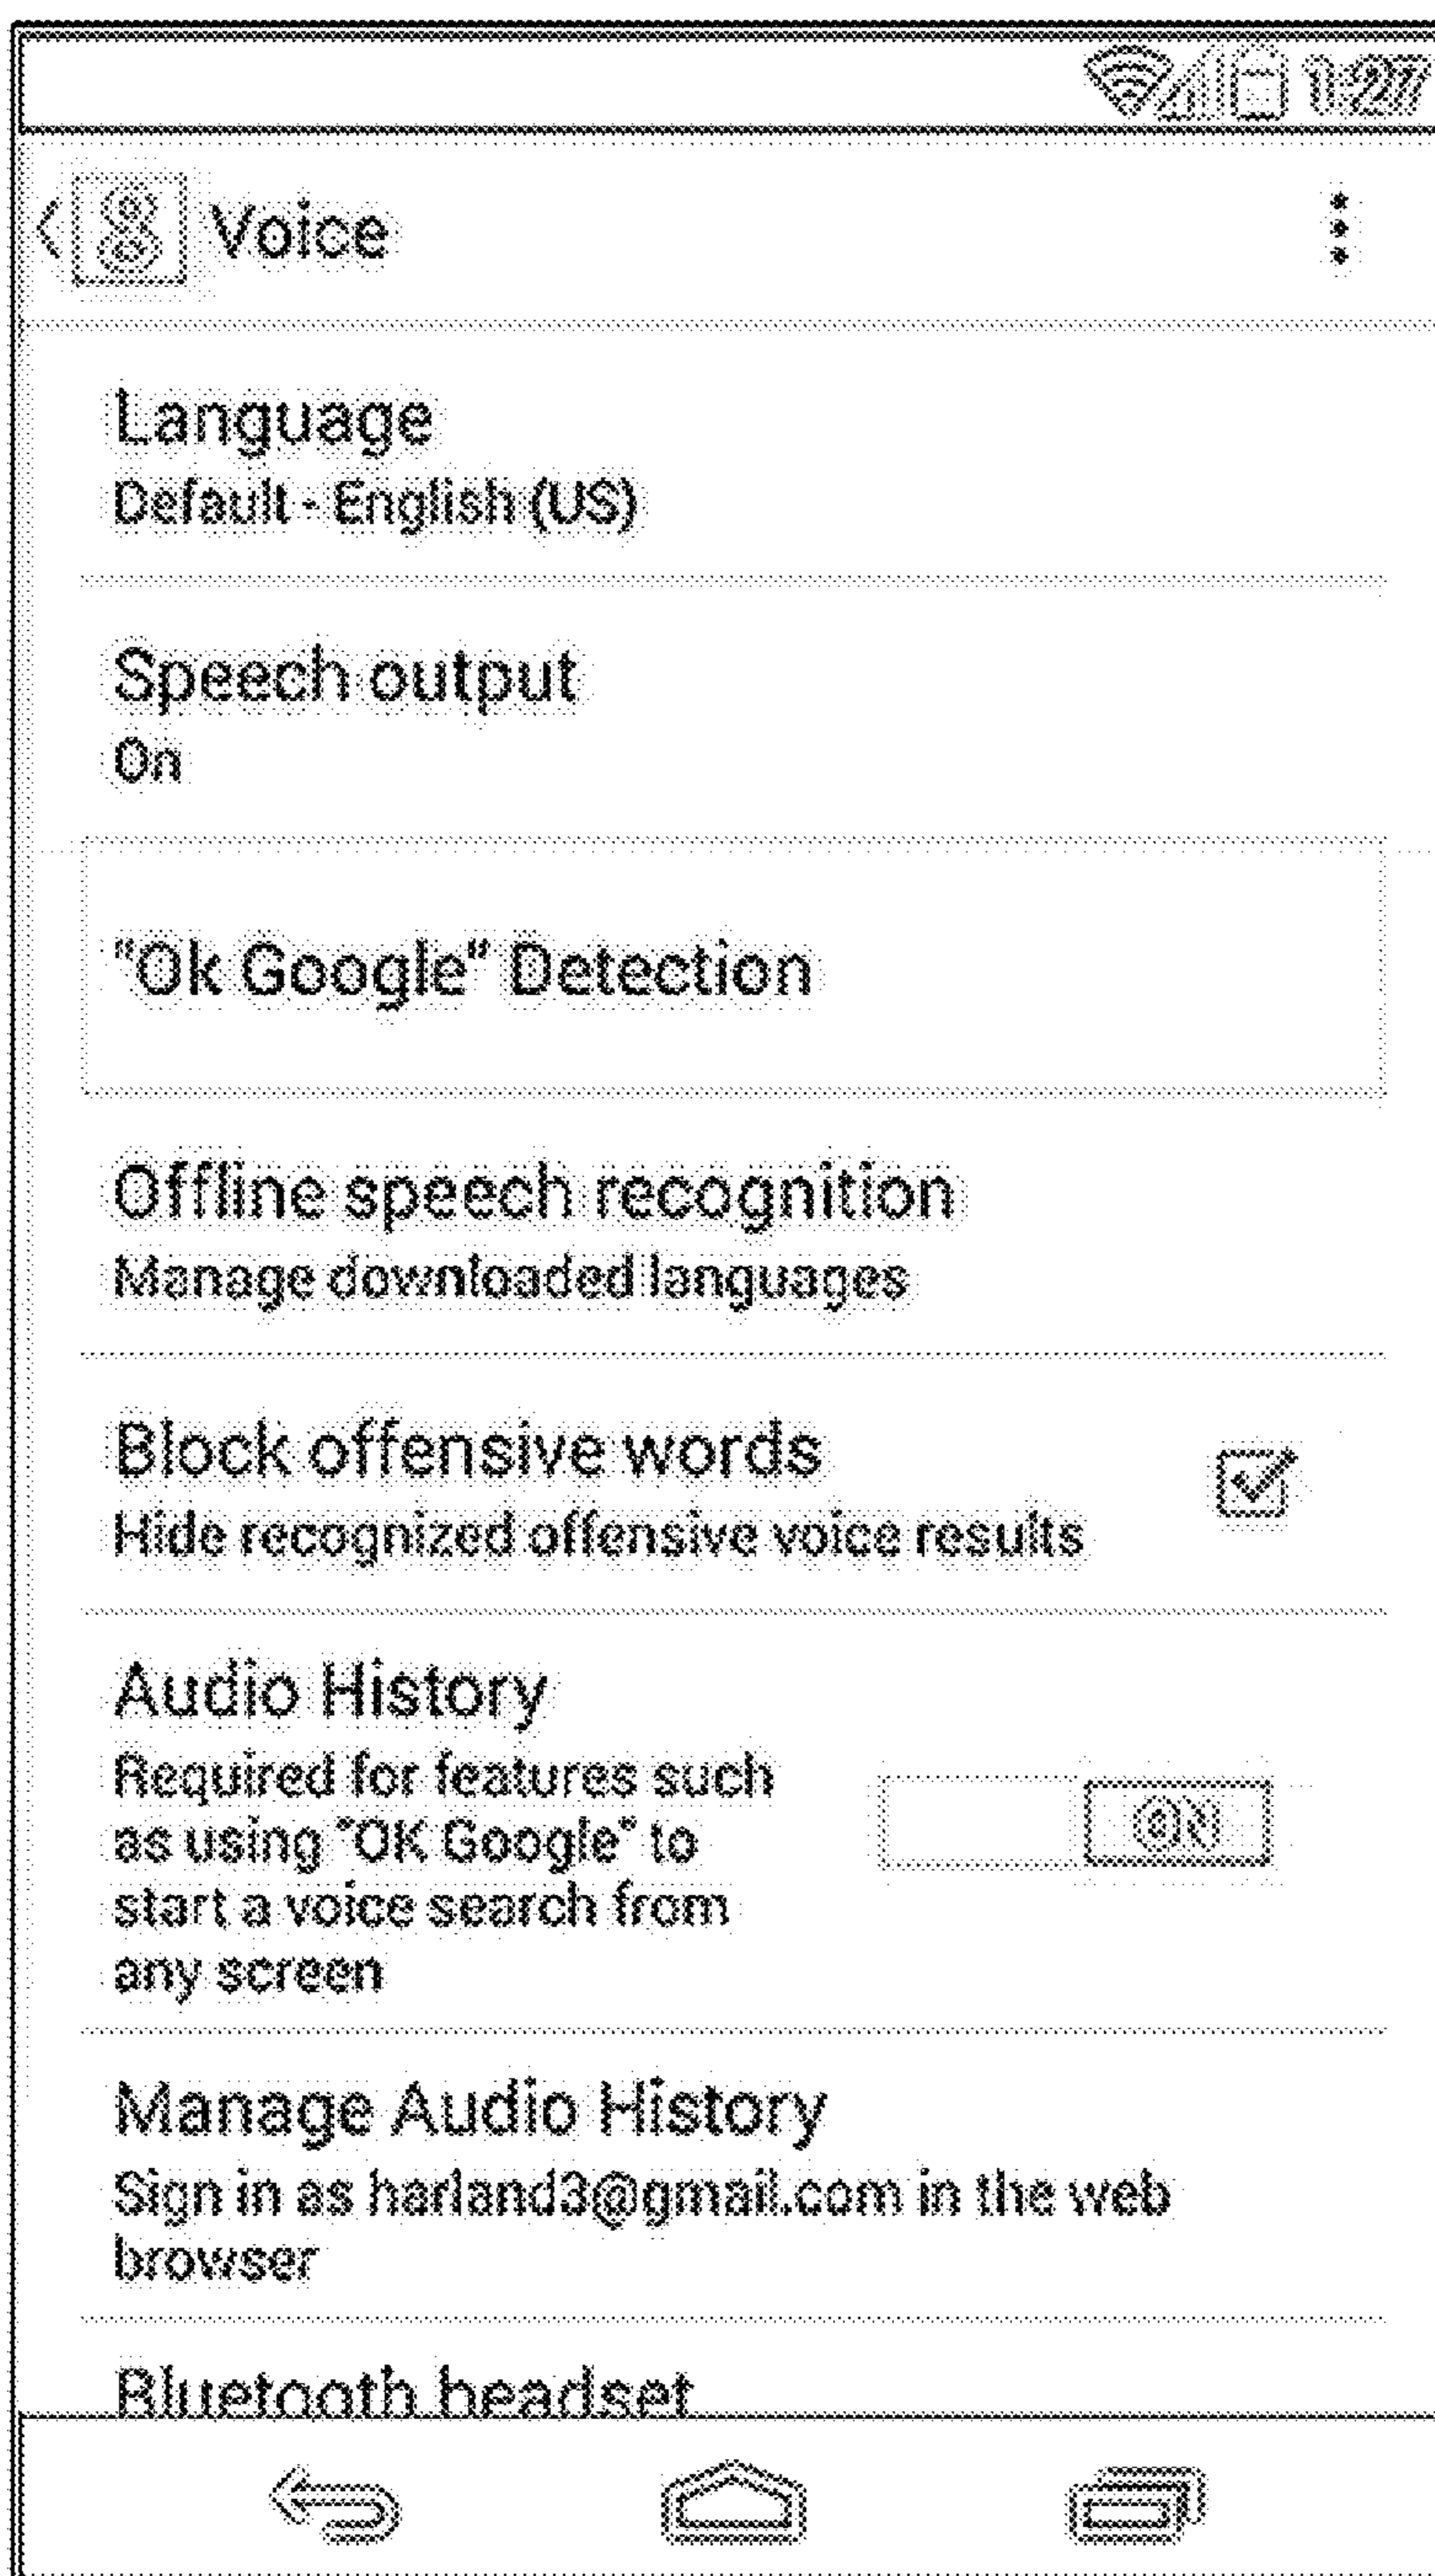 1:27
8 Voice
Language
Default - English (US)
Speech output
On
"Ok Google" Detection
Offline speech recognition
Manage downloaded languages
Block offensive words
Hide recognized offensive voice results
Audio History
Required for features such
as using "OK Google" to
start a voice search from
any screen
ON
Manage Audio History
Sign in as harland3@gmail.com in the web
browser
Bluetooth headset